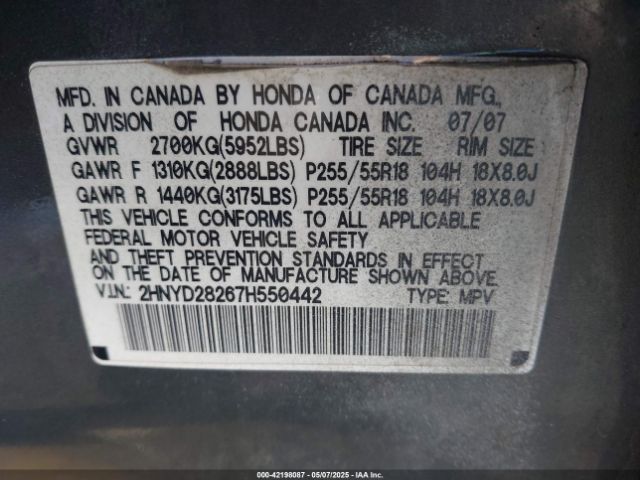 MFD. IN CANADA BY HONDA OF CANADA MFG.,
A DIVISION OF HONDA CANADA INC. 07/07
GVWR 2700KG(5952LBS) TIRE SIZE RIM SIZE
GAWR F 1310KG(2888LBS) P255/55R18 104H 18X8.0J
GAWR R 1440KG(3175LBS) P255/55R18 104H 18X8.0J
THIS VEHICLE CONFORMS TO ALL APPLICABLE
FEDERAL MOTOR VEHICLE SAFETY
AND THEFT PREVENTION STANDARDS IN EFFECT
ON THE DATE OF MANUFACTURE SHOWN ABOVE.
V.I.N.: 2HNYD28267H550442 TYPE: MPV
000-42198087 - 05/07/2025 - IAAI.com